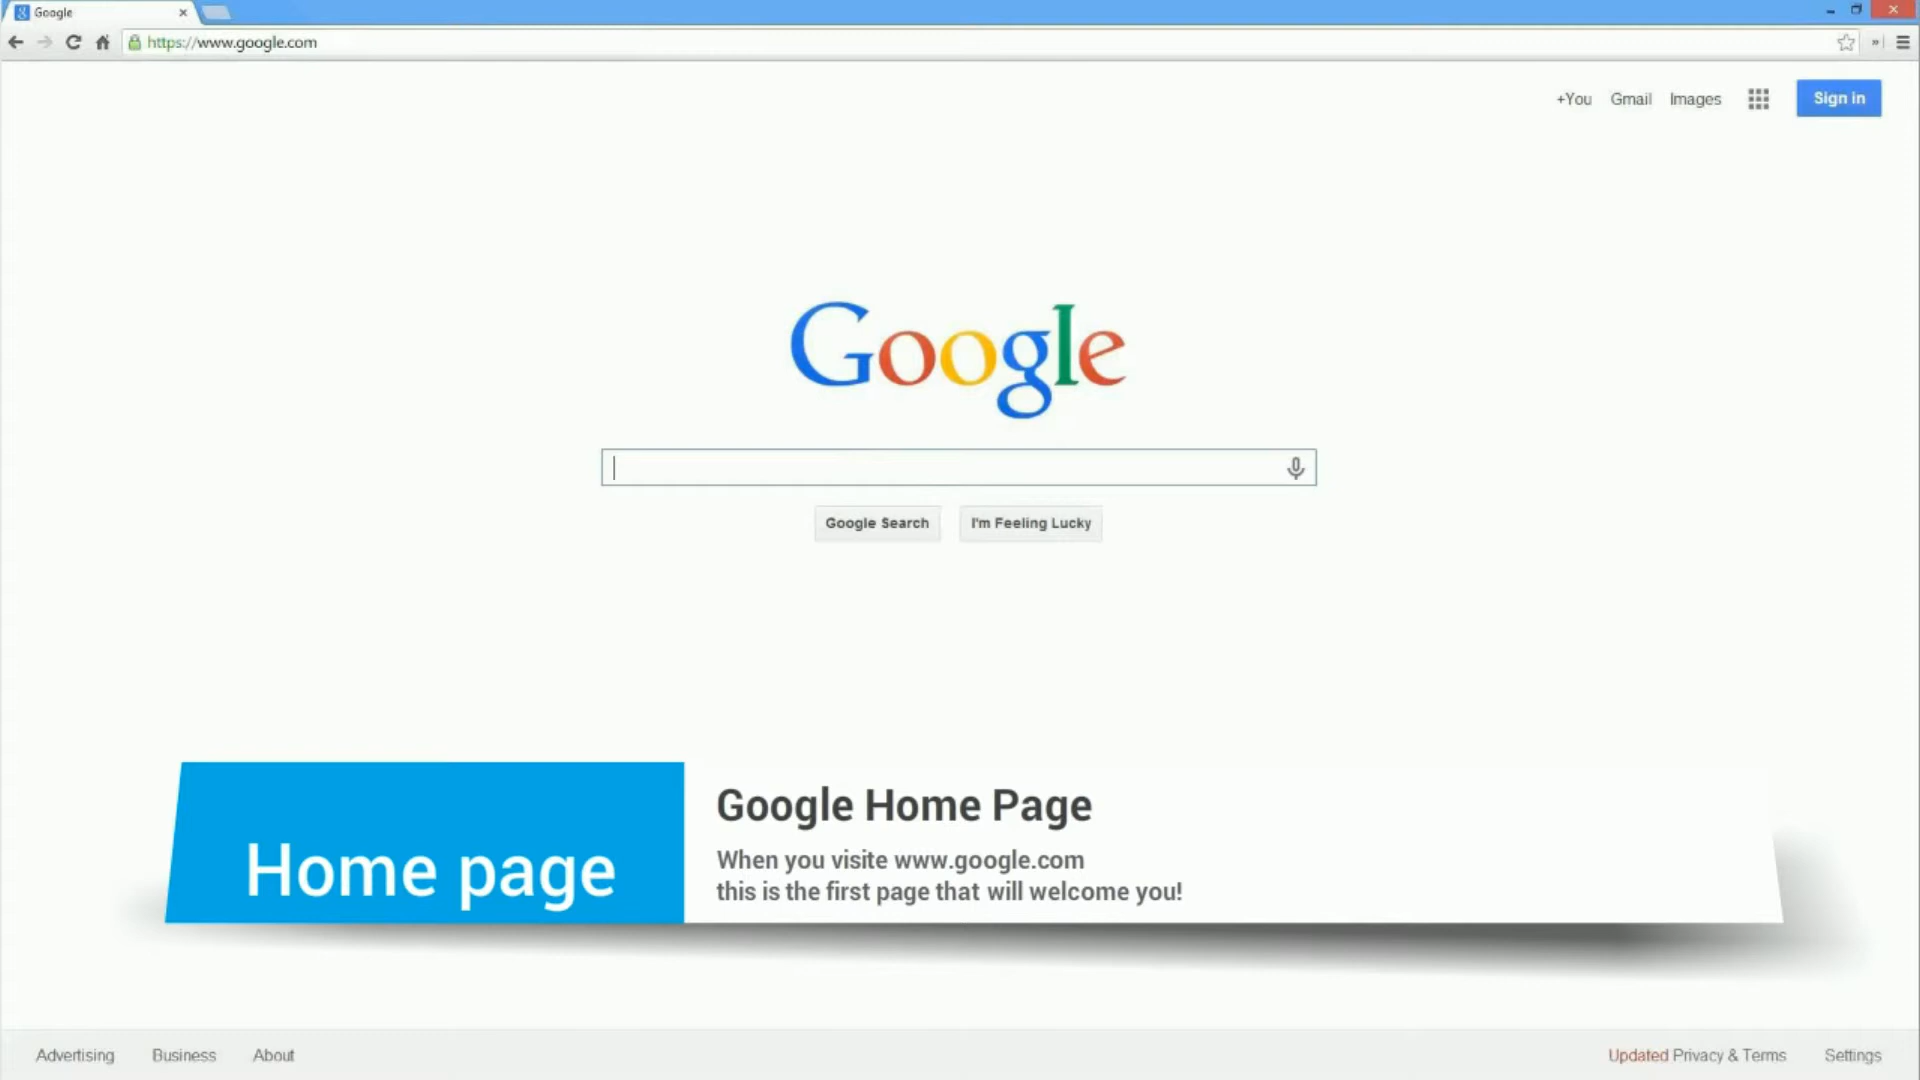 Google
https://www.google.com
+You Gmail Images Sign in
Google
Google Search I'm Feeling Lucky
Home page
Google Home Page
When you visite www.google.com
this is the first page that will welcome you!
Advertising Business About Updated Privacy & Terms Settings